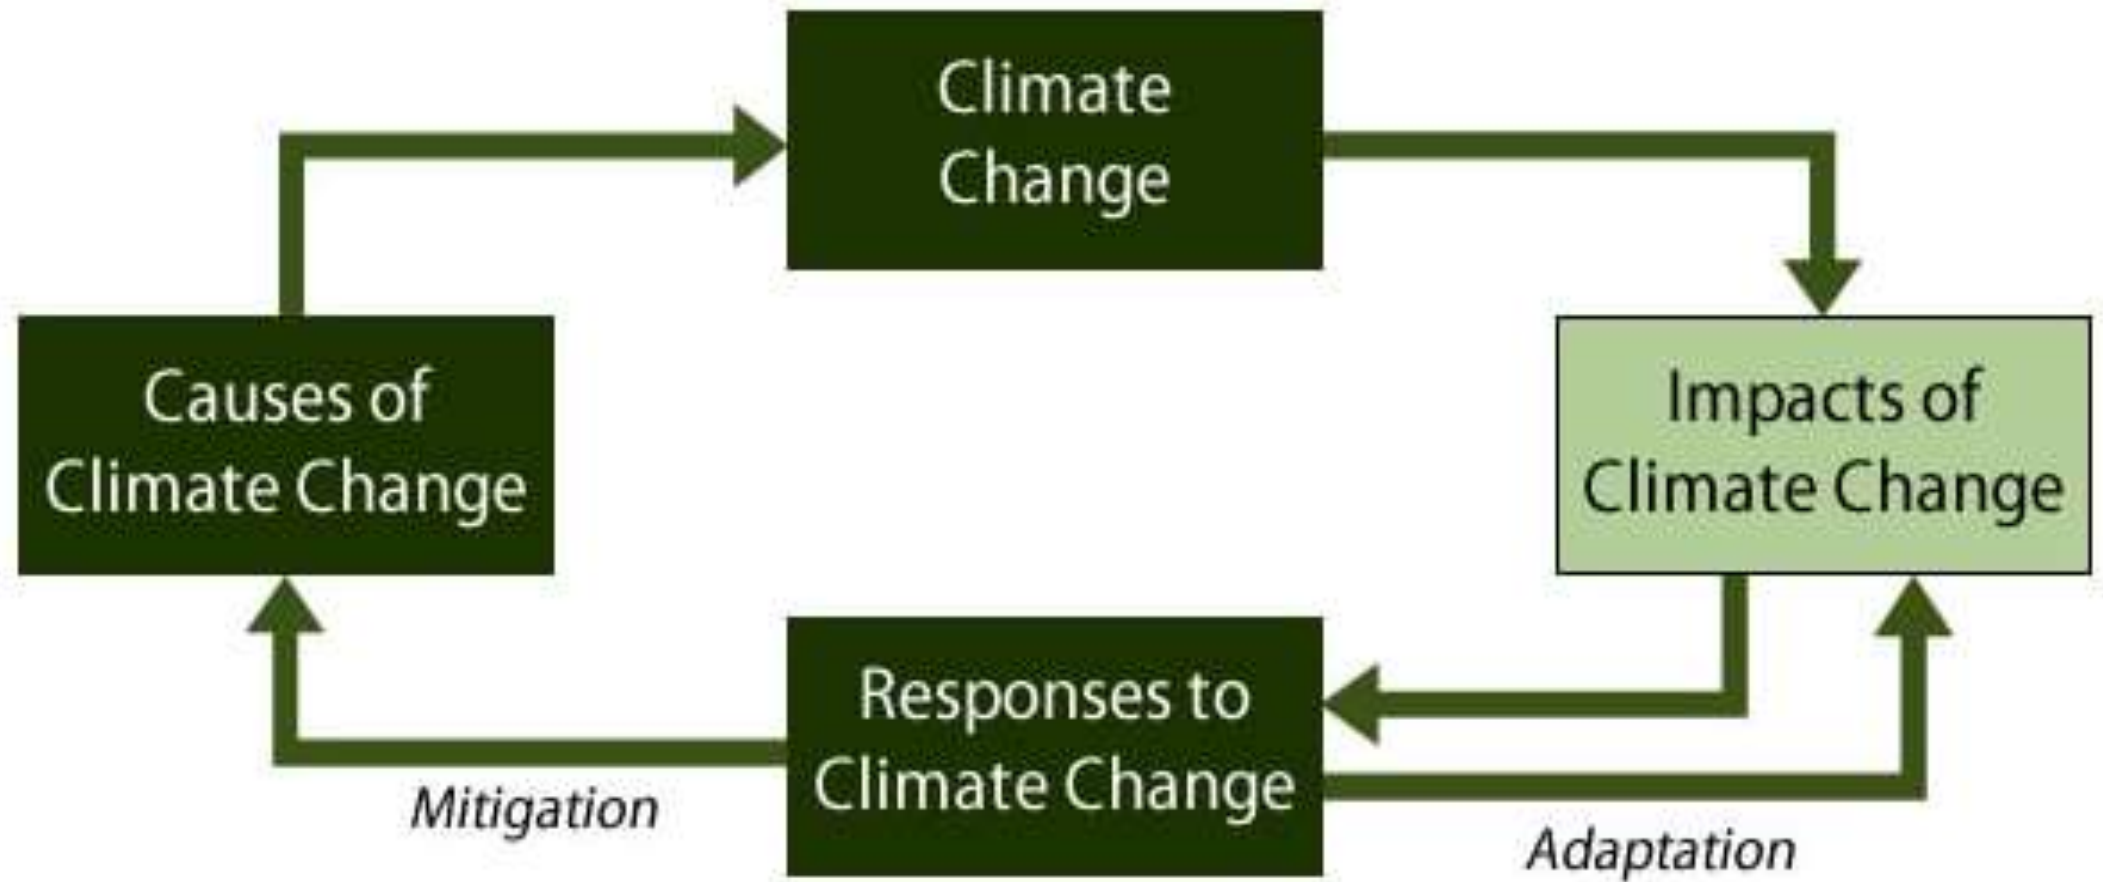 Climate
Change
Causes of
Climate Change
Impacts of
Climate Change
Responses to
Climate Change
Mitigation
Adaptation